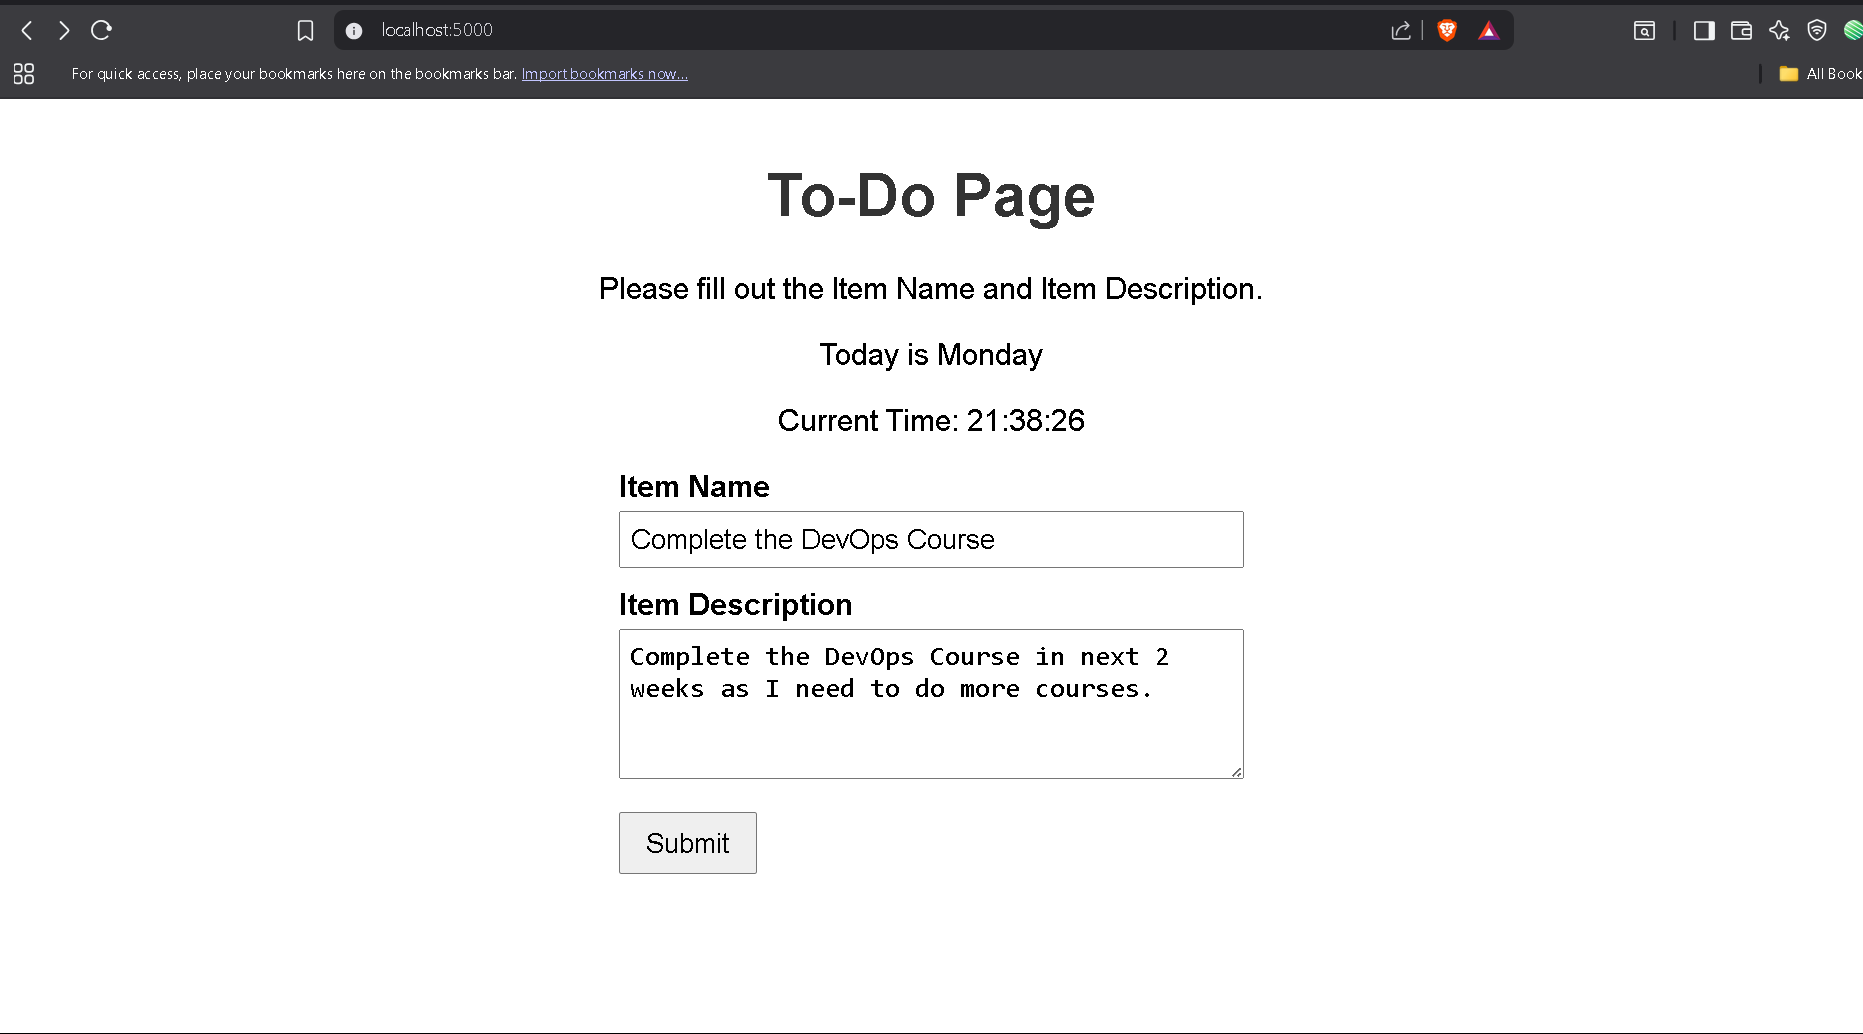 localhost:5000
For quick access, place your bookmarks here on the bookmarks bar. Import bookmarks now...
All Book
To-Do Page
Please fill out the Item Name and Item Description.
Today is Monday
Current Time: 21:38:26
Item Name
Complete the DevOps Course
Item Description
Complete the DevOps Course in next 2
weeks as I need to do more courses.
Submit